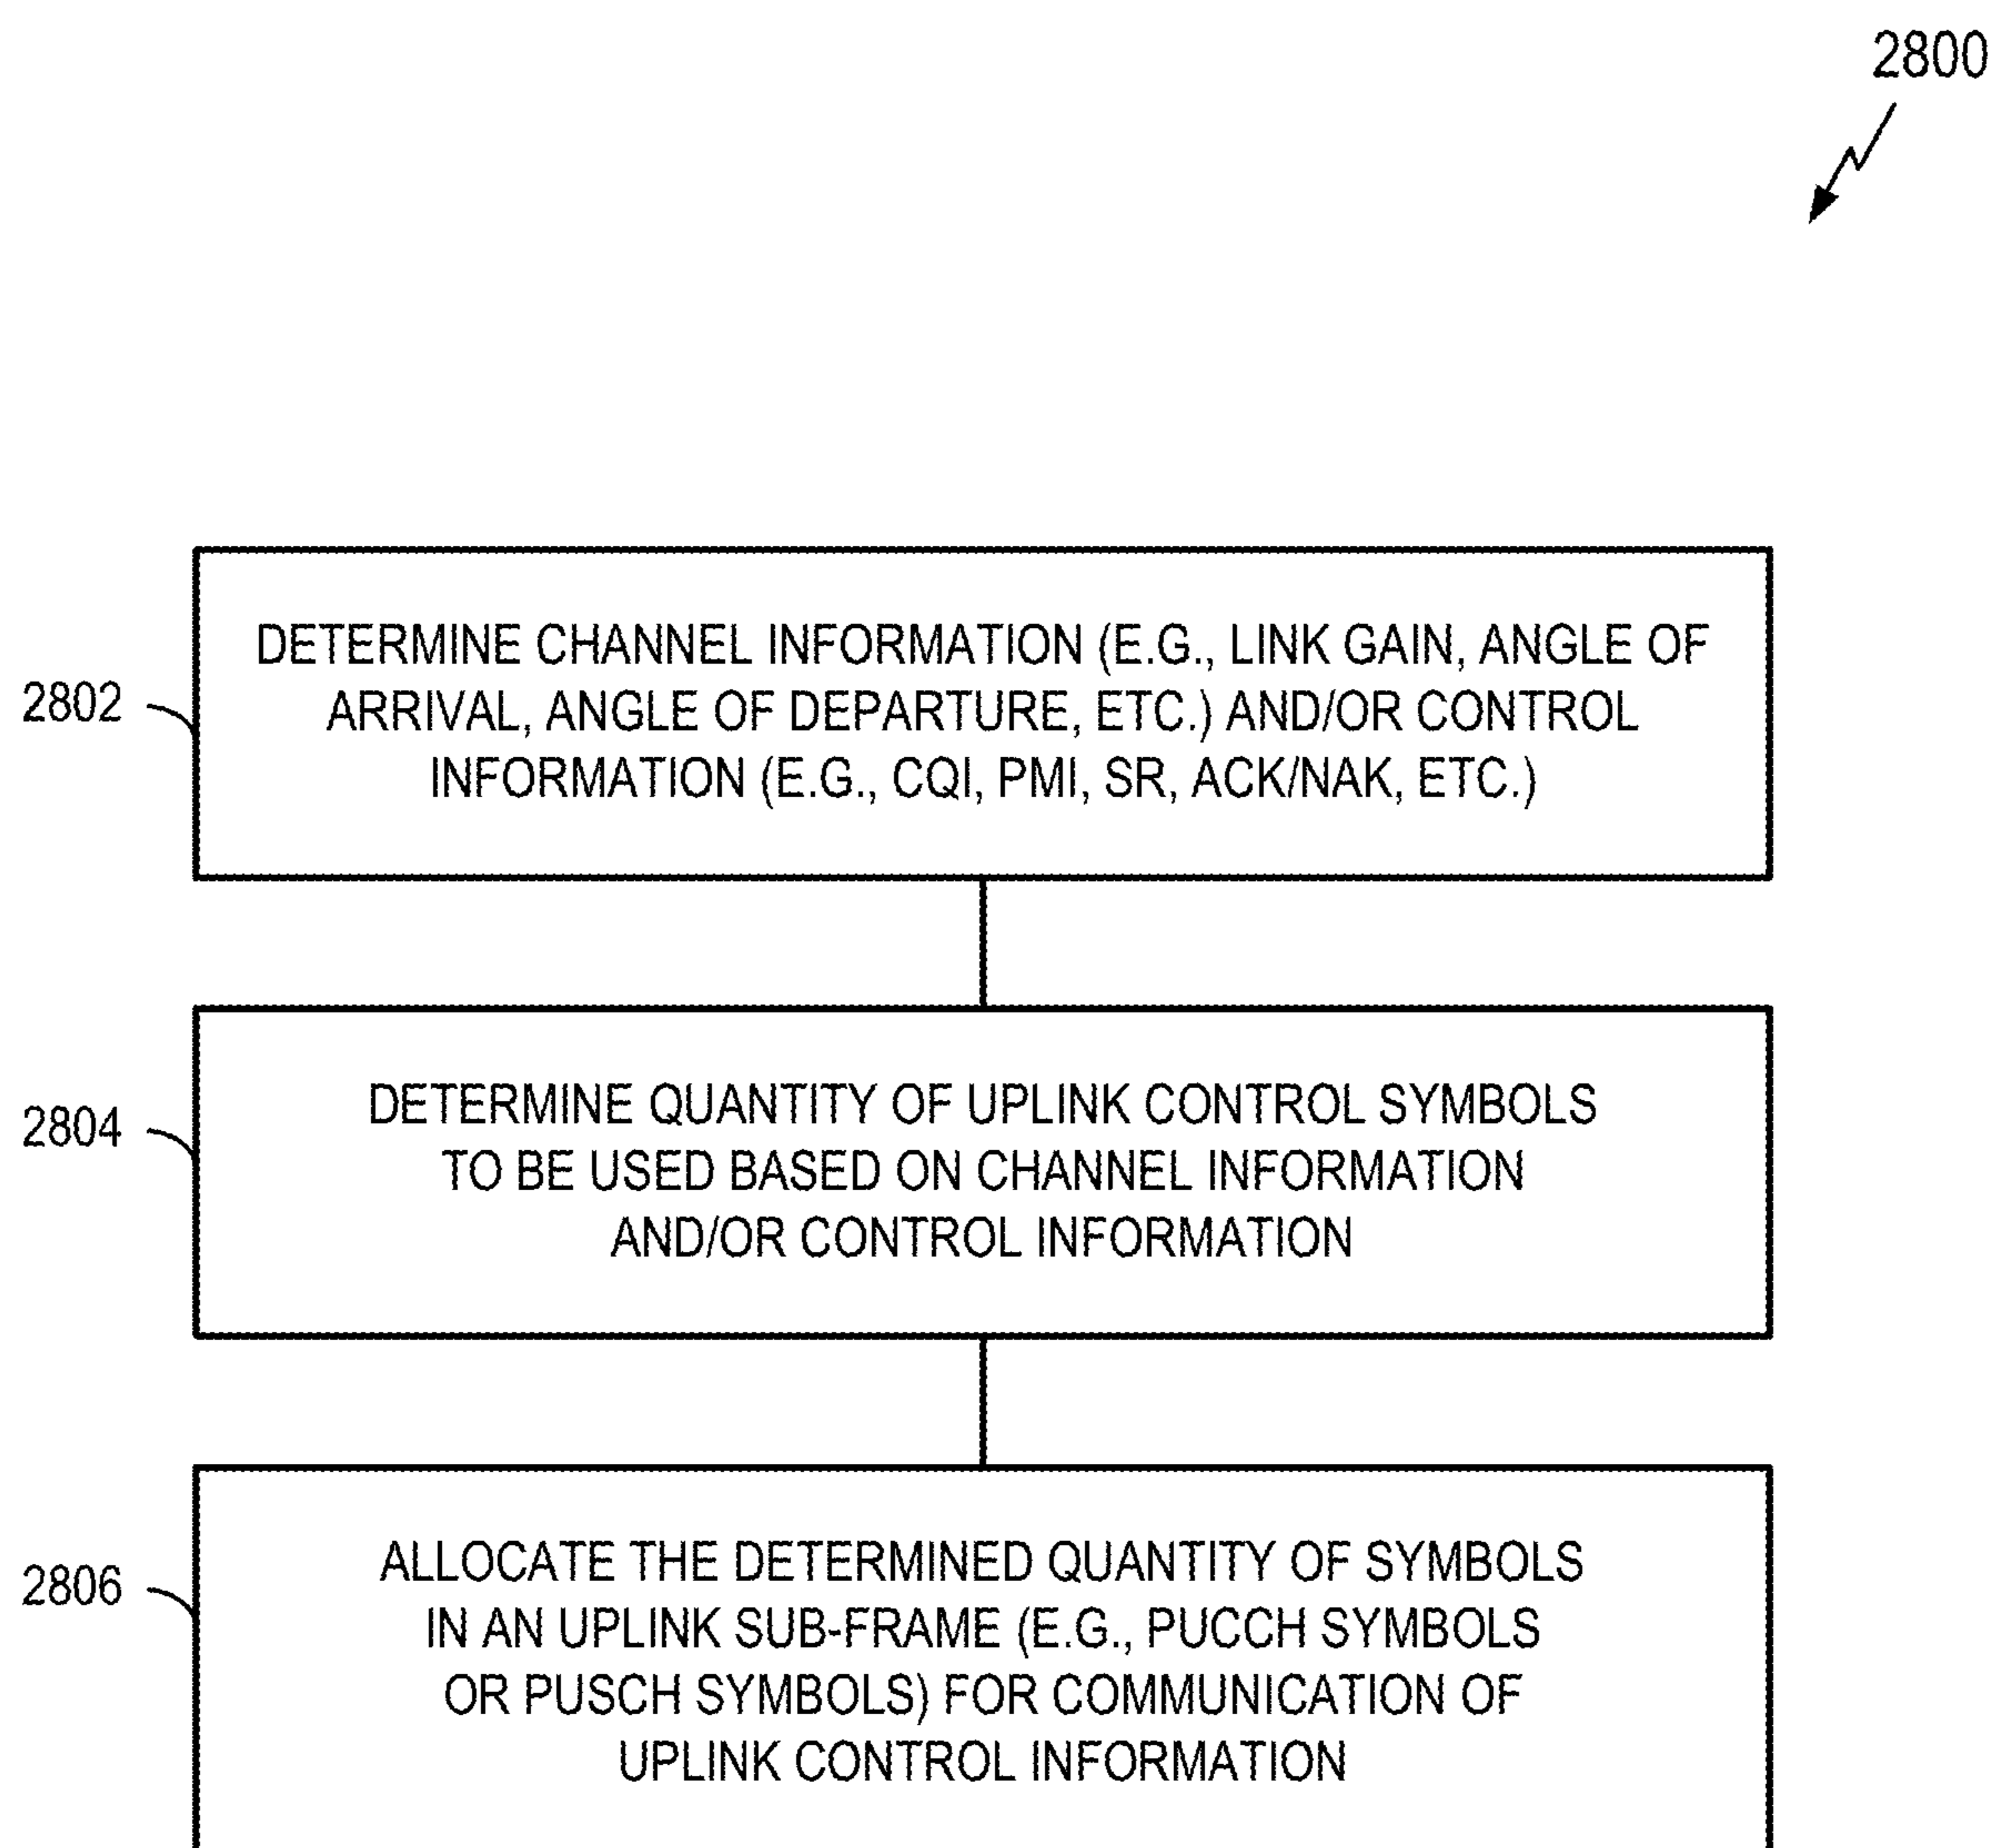 2800
DETERMINE CHANNEL INFORMATION (E.G., LINK GAIN, ANGLE OF
ARRIVAL, ANGLE OF DEPARTURE, ETC.) AND/OR CONTROL
INFORMATION (E.G., CQI, PMI, SR, ACK/NAK, ETC.)
2802
DETERMINE QUANTITY OF UPLINK CONTROL SYMBOLS
TO BE USED BASED ON CHANNEL INFORMATION
AND/OR CONTROL INFORMATION
2804
ALLOCATE THE DETERMINED QUANTITY OF SYMBOLS
IN AN UPLINK SUB-FRAME (E.G., PUCCH SYMBOLS
OR PUSCH SYMBOLS) FOR COMMUNICATION OF
UPLINK CONTROL INFORMATION
2806